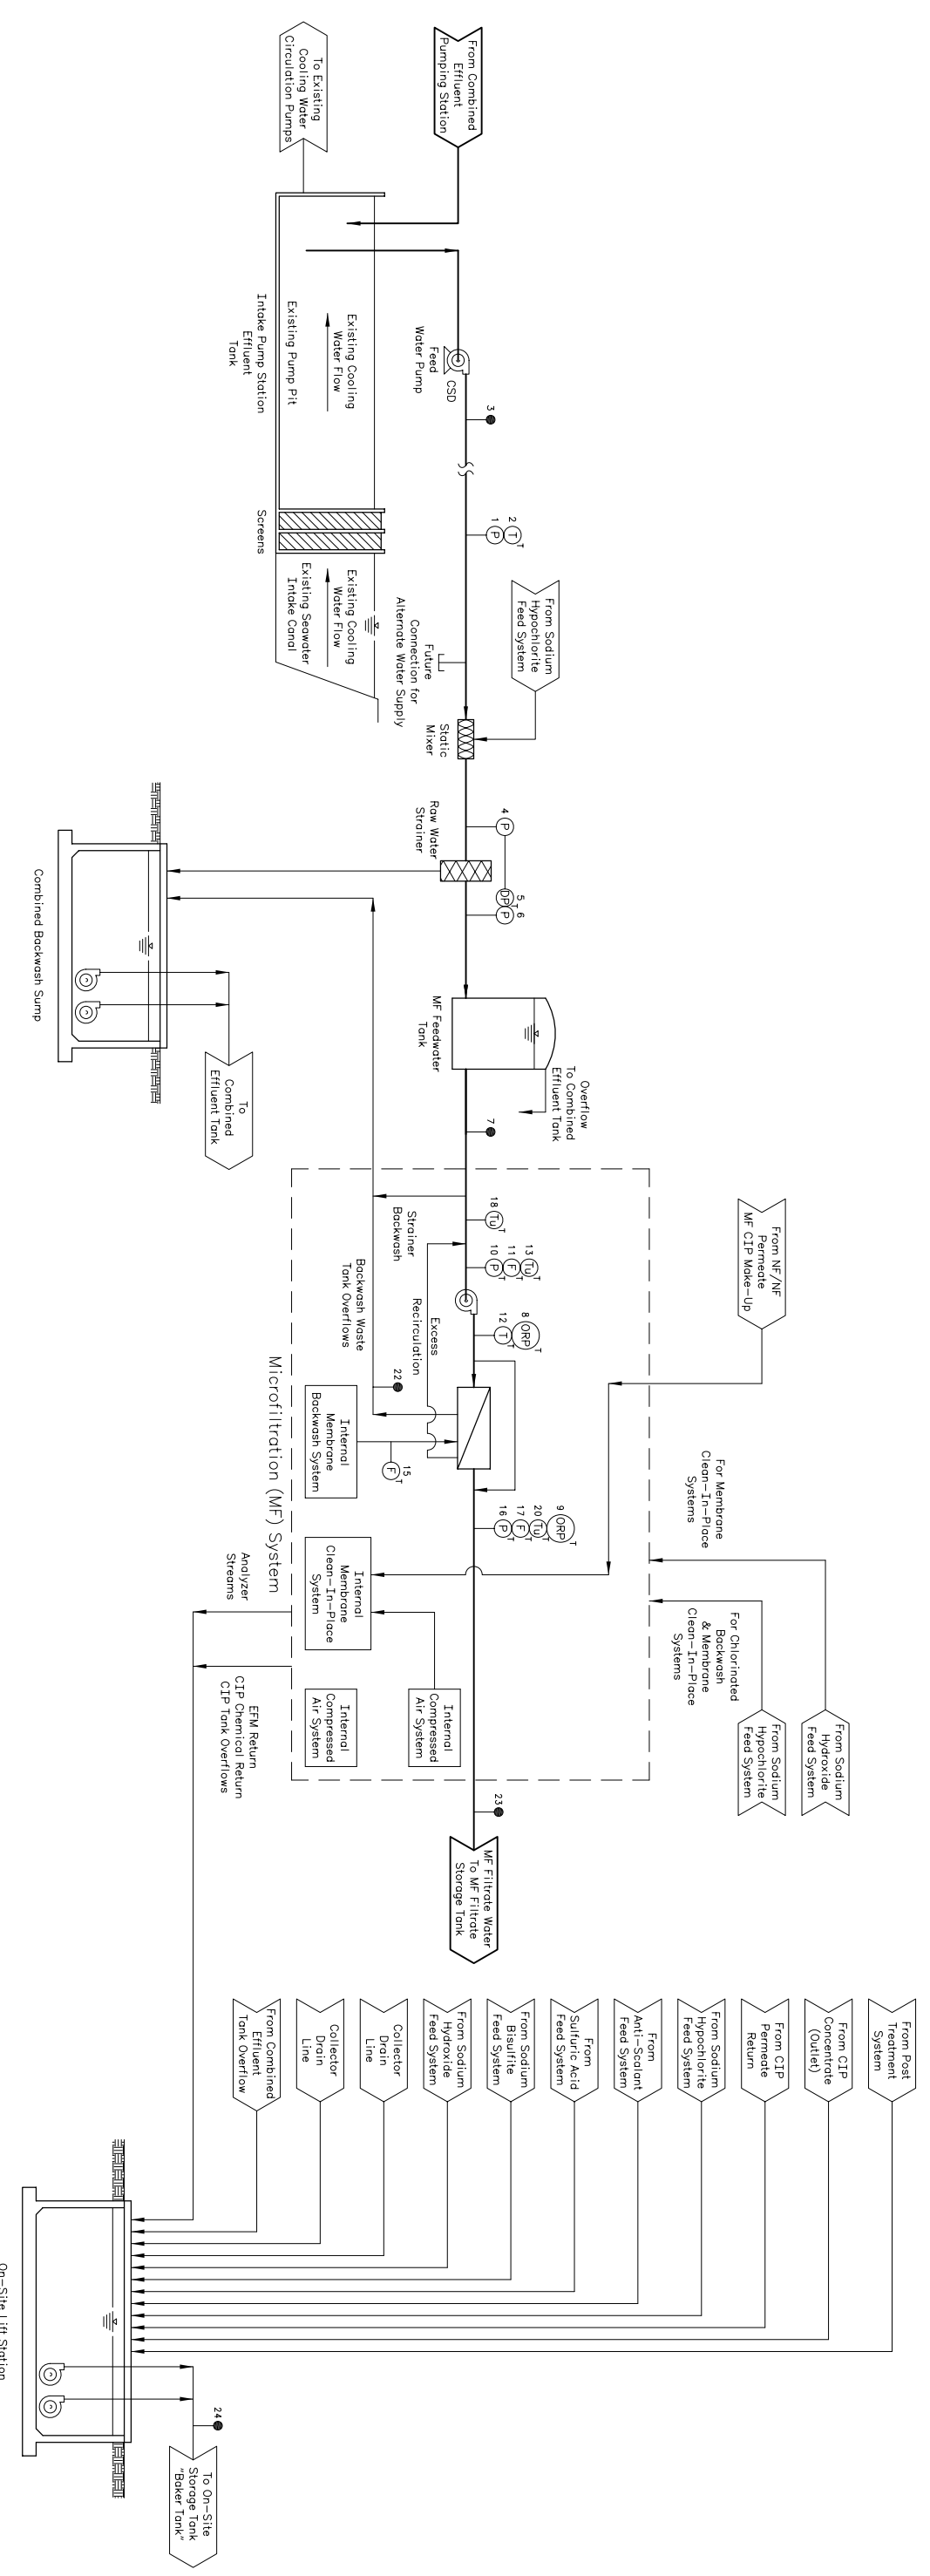 From Combined
Effluent
Pumping Station
To Existing
Cooling Water
Circulation Pumps
Existing Cooling
Water Flow
Existing Pump Pit
Intake Pump Station
Effluent
Tank
Feed
Water Pump
CSD
3
Screens
Existing Cooling
Water Flow
Existing Seawater
Intake Canal
2
T
T
1
P
Future
Connection for
Alternate Water Supply
From Sodium
Hypochlorite
Feed System
Static
Mixer
4
P
Raw Water
Strainer
5
DP
T
6
P
Combined Backwash Sump
To
Combined
Effluent Tank
MF Feedwater
Tank
Overflow
To Combined
Effluent Tank
7
From NF/NF
Permeate
MF CIP Make-Up
18
Tu
T
13
Tu
T
11
F
10
P
T
Strainer
Backwash
Excess
Recirculation
Backwash Waste
Tank Overflows
8
ORP
T
12
T
T
22
15
F
T
Internal
Membrane
Backwash System
Microfiltration (MF) System
9
ORP
T
20
Tu
T
17
F
16
P
T
For Membrane
Clean-In-Place
Systems
For Chlorinated
Backwash
& Membrane
Clean-In-Place
Systems
From Sodium
Hydroxide
Feed System
From Sodium
Hypochlorite
Feed System
Internal
Membrane
Clean-In-Place
System
Internal
Compressed
Air System
Internal
Compressed
Air System
Analyzer
Streams
EFM Return
CIP Chemical Return
CIP Tank Overflows
23
MF Filtrate Water
To MF Filtrate
Storage Tank
From Post
Treatment
System
From CIP
Concentrate
(Outlet)
From CIP
Permeate
Return
From Sodium
Hypochlorite
Feed System
From
Anti-Scalant
Feed System
From
Sulfuric Acid
Feed System
From Sodium
Bisulfite
Feed System
From Sodium
Hydroxide
Feed System
Collector
Drain
Line
Collector
Drain
Line
From Combined
Effluent
Tank Overflow
24
To On-Site
Storage Tank
"Baker Tank"
On-Site Lift Station